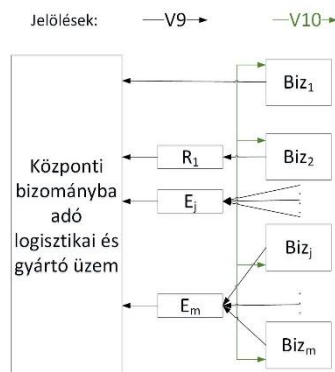 Jelölések: V9 V10
Biz₁
R₁ Biz₂
Központi
bizományba
adó
logisztikai és
gyártó üzem
Eⱼ
Bizⱼ
Eₘ
Bizₘ